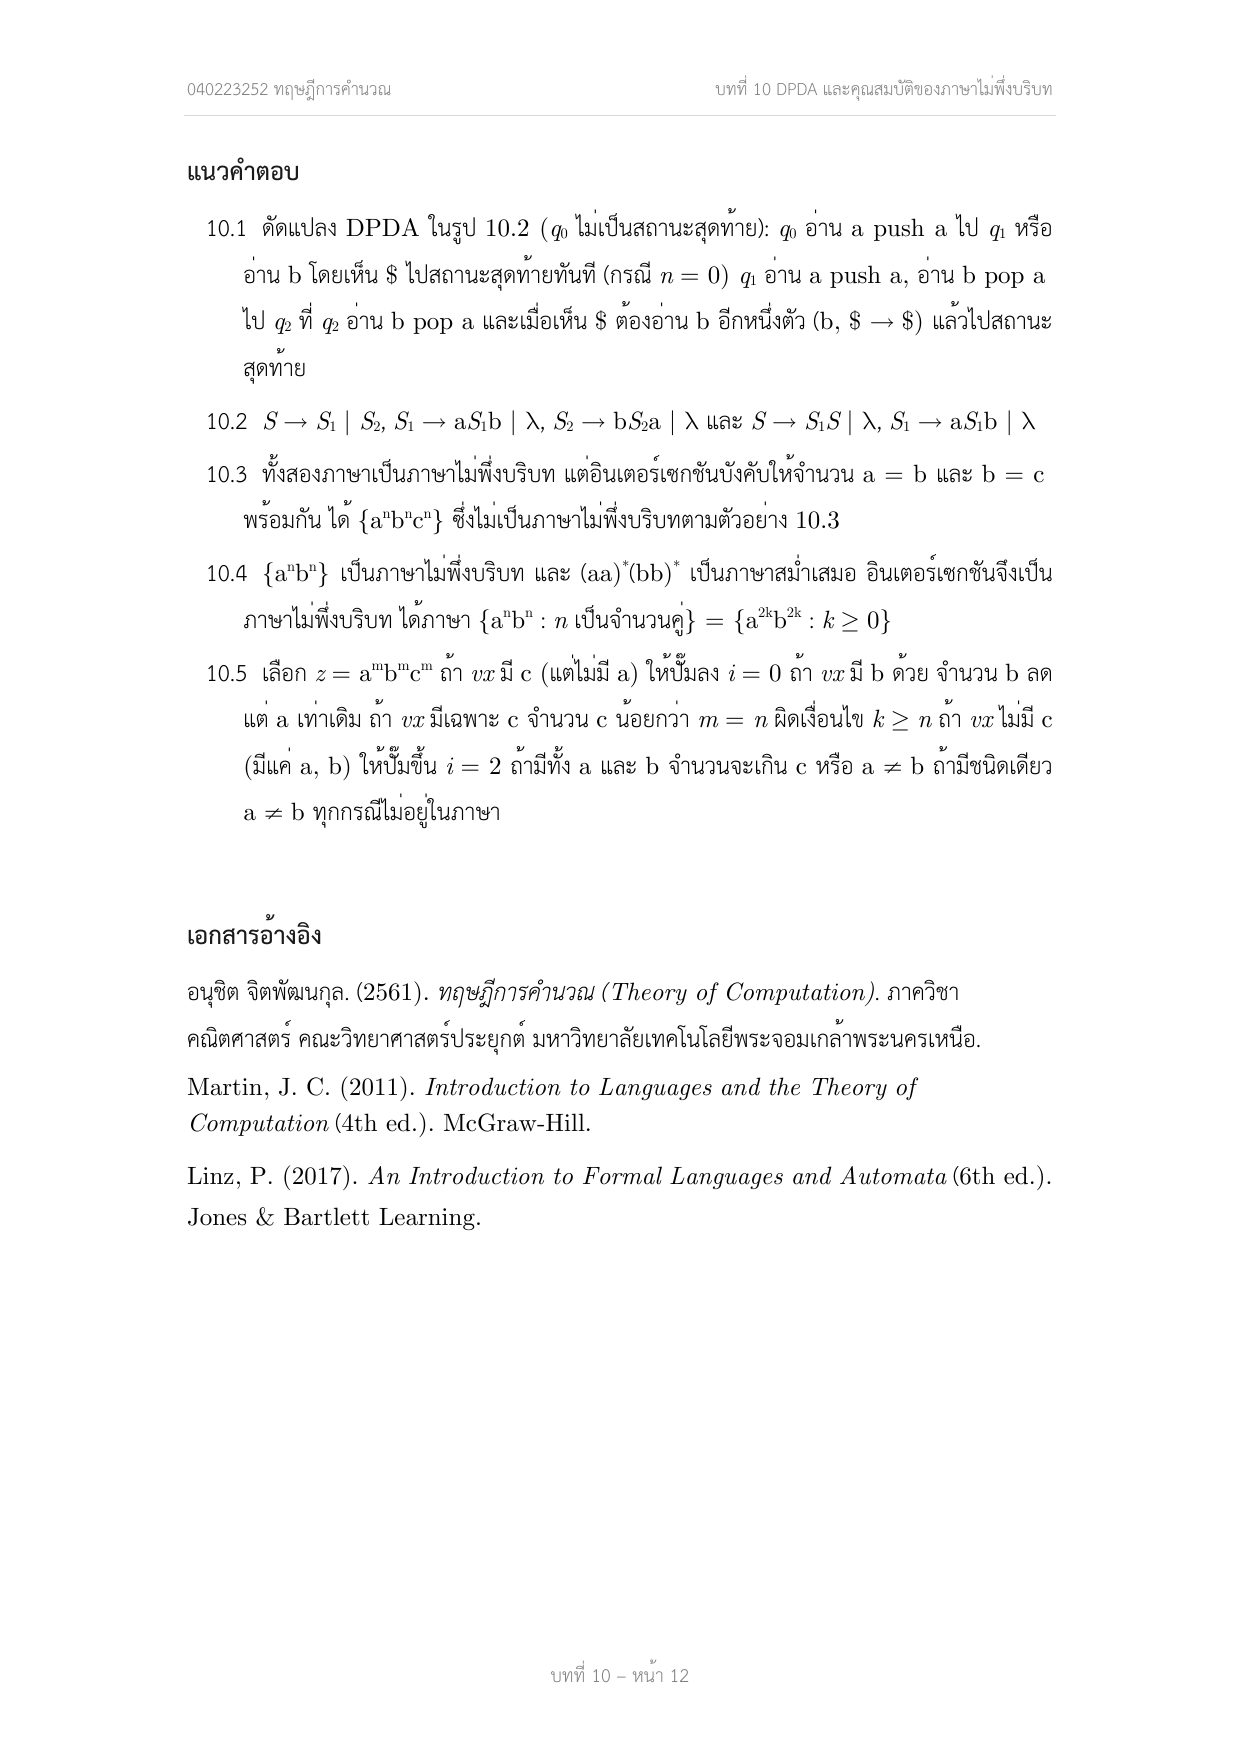 040223252 ทฤษฎีการคำนวณ บทที่ 10 DPDA และคุณสมบัติของภาษาไม่พึ่งบริบท
แนวคำตอบ
10.1 ดัดแปลง DPDA ในรูป 10.2 (q₀ ไม่เป็นสถานะสุดท้าย): q₀ อ่าน a push a ไป q₁ หรือ
อ่าน b โดยเห็น $ ไปสถานะสุดท้ายทันที (กรณี n = 0) q₁ อ่าน a push a, อ่าน b pop a
ไป q₂ ที่ q₂ อ่าน b pop a และเมื่อเห็น $ ต้องอ่าน b อีกหนึ่งตัว (b, $ → $) แล้วไปสถานะ
สุดท้าย
10.2 S → S₁ | S₂, S₁ → aS₁b | λ, S₂ → bS₂a | λ และ S → S₁S | λ, S₁ → aS₁b | λ
10.3 ทั้งสองภาษาเป็นภาษาไม่พึ่งบริบท แต่อินเตอร์เซกชันบังคับให้จำนวน a = b และ b = c
พร้อมกัน ได้ {aⁿbⁿcⁿ} ซึ่งไม่เป็นภาษาไม่พึ่งบริบทตามตัวอย่าง 10.3
10.4 {aⁿbⁿ} เป็นภาษาไม่พึ่งบริบท และ (aa)*(bb)* เป็นภาษาสม่ำเสมอ อินเตอร์เซกชันจึงเป็น
ภาษาไม่พึ่งบริบท ได้ภาษา {aⁿbⁿ : n เป็นจำนวนคู่} = {a²ᵏb²ᵏ : k ≥ 0}
10.5 เลือก z = aᵐbᵐcᵐ ถ้า vx มี c (แต่ไม่มี a) ให้ปั๊มลง i = 0 ถ้า vx มี b ด้วย จำนวน b ลด
แต่ a เท่าเดิม ถ้า vx มีเฉพาะ c จำนวน c น้อยกว่า m = n ผิดเงื่อนไข k ≥ n ถ้า vx ไม่มี c
(มีแค่ a, b) ให้ปั๊มขึ้น i = 2 ถ้ามีทั้ง a และ b จำนวนจะเกิน c หรือ a ≠ b ถ้ามีชนิดเดียว
a ≠ b ทุกกรณีไม่อยู่ในภาษา
เอกสารอ้างอิง
อนุชิต จิตพัฒนกุล. (2561). ทฤษฎีการคำนวณ (Theory of Computation). ภาควิชา
คณิตศาสตร์ คณะวิทยาศาสตร์ประยุกต์ มหาวิทยาลัยเทคโนโลยีพระจอมเกล้าพระนครเหนือ.
Martin, J. C. (2011). Introduction to Languages and the Theory of
Computation (4th ed.). McGraw-Hill.
Linz, P. (2017). An Introduction to Formal Languages and Automata (6th ed.).
Jones & Bartlett Learning.
บทที่ 10 – หน้า 12